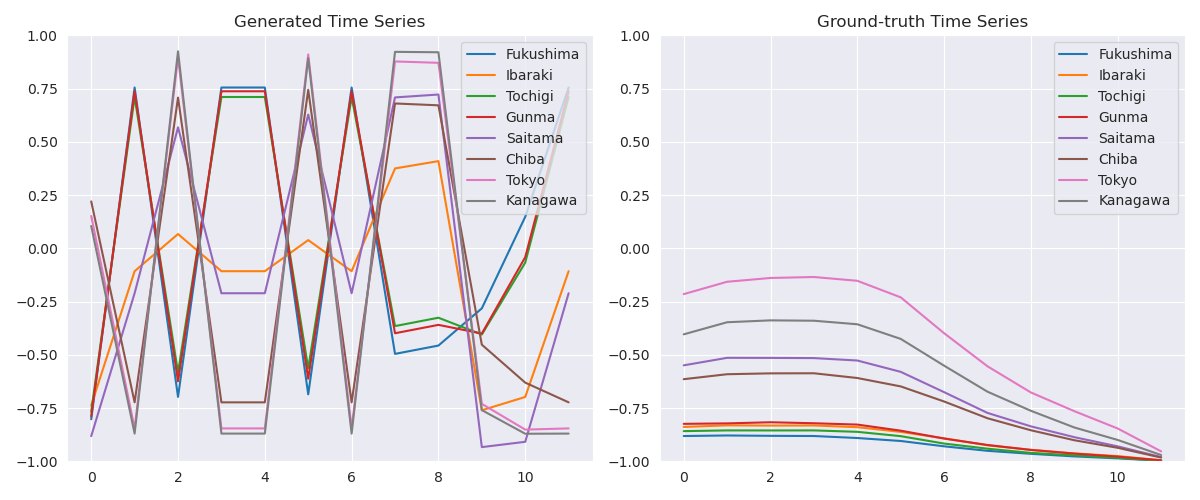 Generated Time Series
1.00
0.75
0.50
0.25
0.00
−0.25
−0.50
−0.75
−1.00
0 2 4 6 8 10
Fukushima
Ibaraki
Tochigi
Gunma
Saitama
Chiba
Tokyo
Kanagawa
Ground-truth Time Series
1.00
0.75
0.50
0.25
0.00
−0.25
−0.50
−0.75
−1.00
0 2 4 6 8 10
Fukushima
Ibaraki
Tochigi
Gunma
Saitama
Chiba
Tokyo
Kanagawa